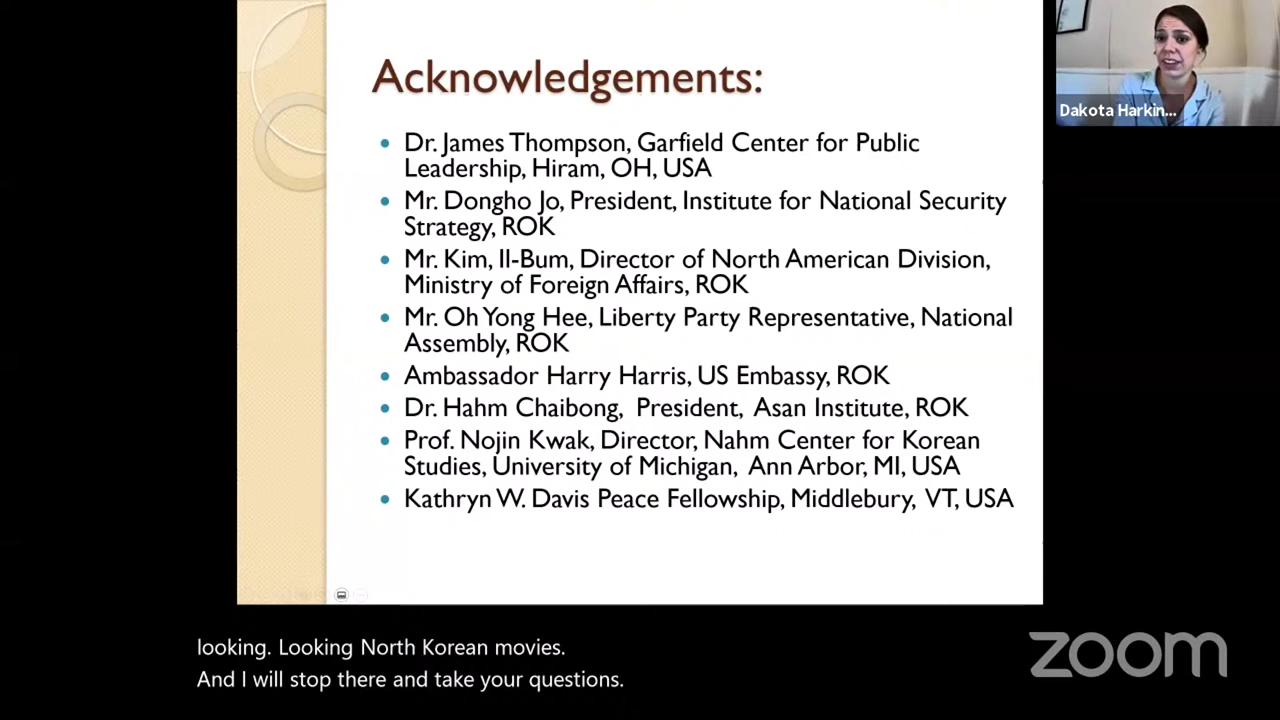 Acknowledgements:
Dr. James Thompson, Garfield Center for Public
Leadership, Hiram, OH, USA
Mr. Dongho Jo, President, Institute for National Security
Strategy, ROK
Mr. Kim, Il-Bum, Director of North American Division,
Ministry of Foreign Affairs, ROK
Mr. Oh Yong Hee, Liberty Party Representative, National
Assembly, ROK
Ambassador Harry Harris, US Embassy, ROK
Dr. Hahm Chaibong, President, Asan Institute, ROK
Prof. Nojin Kwak, Director, Nahm Center for Korean
Studies, University of Michigan, Ann Arbor, MI, USA
Kathryn W. Davis Peace Fellowship, Middlebury, VT, USA
Dakota Harkin...
looking. Looking North Korean movies.
And I will stop there and take your questions.
zoom